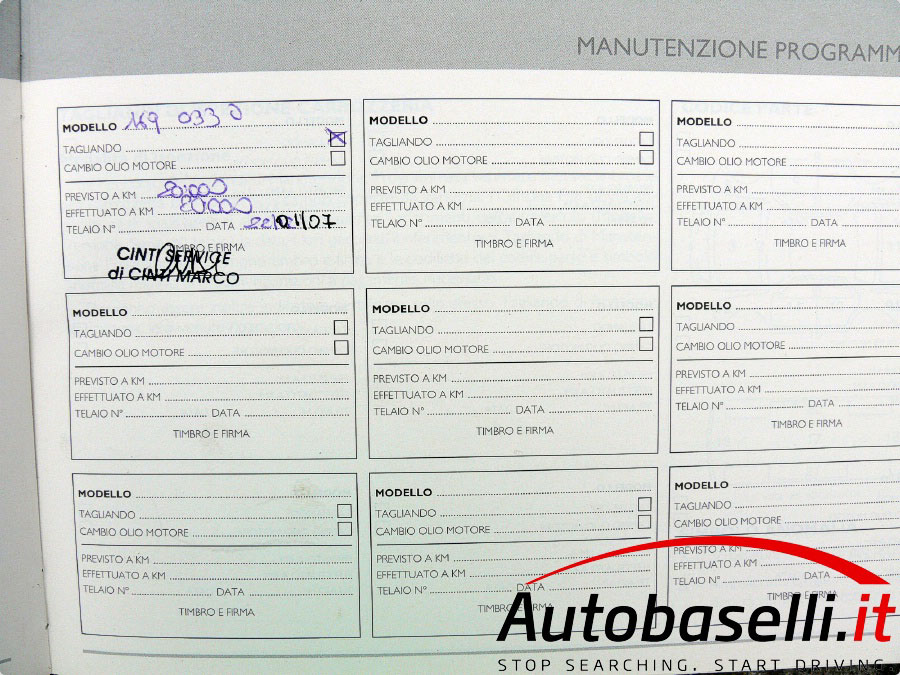 MANUTENZIONE PROGRAMM
MODELLO 169 033 0
TAGLIANDO
CAMBIO OLIO MOTORE
PREVISTO A KM
EFFETTUATO A KM
TELAIO N° DATA 01/07
TIMBRO E FIRMA
CINTI SERVICE
di CINTI MARCO
MODELLO
TAGLIANDO
CAMBIO OLIO MOTORE
PREVISTO A KM
EFFETTUATO A KM
TELAIO N° DATA
TIMBRO E FIRMA
MODELLO
TAGLIANDO
CAMBIO OLIO MOTORE
PREVISTO A KM
EFFETTUATO A KM
TELAIO N° DATA
TIMBRO E FIRMA
MODELLO
TAGLIANDO
CAMBIO OLIO MOTORE
PREVISTO A KM
EFFETTUATO A KM
TELAIO N° DATA
TIMBRO E FIRMA
MODELLO
TAGLIANDO
CAMBIO OLIO MOTORE
PREVISTO A KM
EFFETTUATO A KM
TELAIO N° DATA
TIMBRO E FIRMA
MODELLO
TAGLIANDO
CAMBIO OLIO MOTORE
PREVISTO A KM
EFFETTUATO A KM
TELAIO N° DATA
TIMBRO E FIRMA
MODELLO
TAGLIANDO
CAMBIO OLIO MOTORE
PREVISTO A KM
EFFETTUATO A KM
TELAIO N° DATA
TIMBRO E FIRMA
MODELLO
TAGLIANDO
CAMBIO OLIO MOTORE
PREVISTO A KM
EFFETTUATO A KM
TELAIO N° DATA
TIMBRO E FIRMA
MODELLO
TAGLIANDO
CAMBIO OLIO MOTORE
PREVISTO A KM
EFFETTUATO A KM
TELAIO N° DATA
TIMBRO E FIRMA
Autobaselli.it
STOP SEARCHING. START DRIVING.